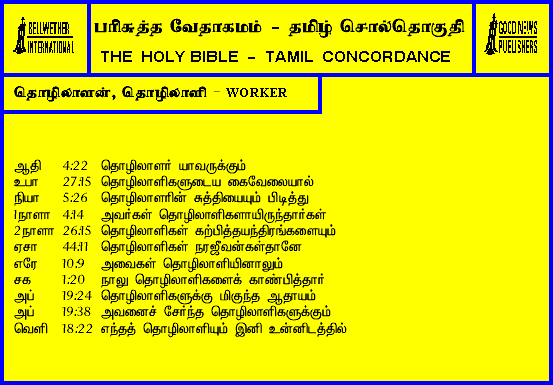 BELLWETHER
INTERNATIONAL
பரிசுத்த வேதாகமம் - தமிழ் சொல்தொகுதி
THE HOLY BIBLE - TAMIL CONCORDANCE
GOOD NEWS
PUBLISHERS
தொழிலாளன், தொழிலாளி - WORKER
ஆதி 4:22 தொழிலாளர் யாவருக்கும்
உபா 27:15 தொழிலாளிகளுடைய கைவேலையால்
நியா 5:26 தொழிலாளரின் சுத்தியையும் பிடித்து
1நாளா 4:14 அவர்கள் தொழிலாளிகளாயிருந்தார்கள்
2நாளா 26:15 தொழிலாளிகள் கற்பித்தயந்திரங்களையும்
ஏசா 44:11 தொழிலாளிகள் நரஜீவன்கள்தானே
எரே 10.9 அவைகள் தொழிலாளியினாலும்
சக 1:20 நாலு தொழிலாளிகளைக் காண்பித்தார்
அப் 19:24 தொழிலாளிகளுக்கு மிகுந்த ஆதாயம்
அப் 19:38 அவனைச் சேர்ந்த தொழிலாளிகளுக்கும்
வெளி 18:22 எந்தத் தொழிலாளியும் இனி உன்னிடத்தில்